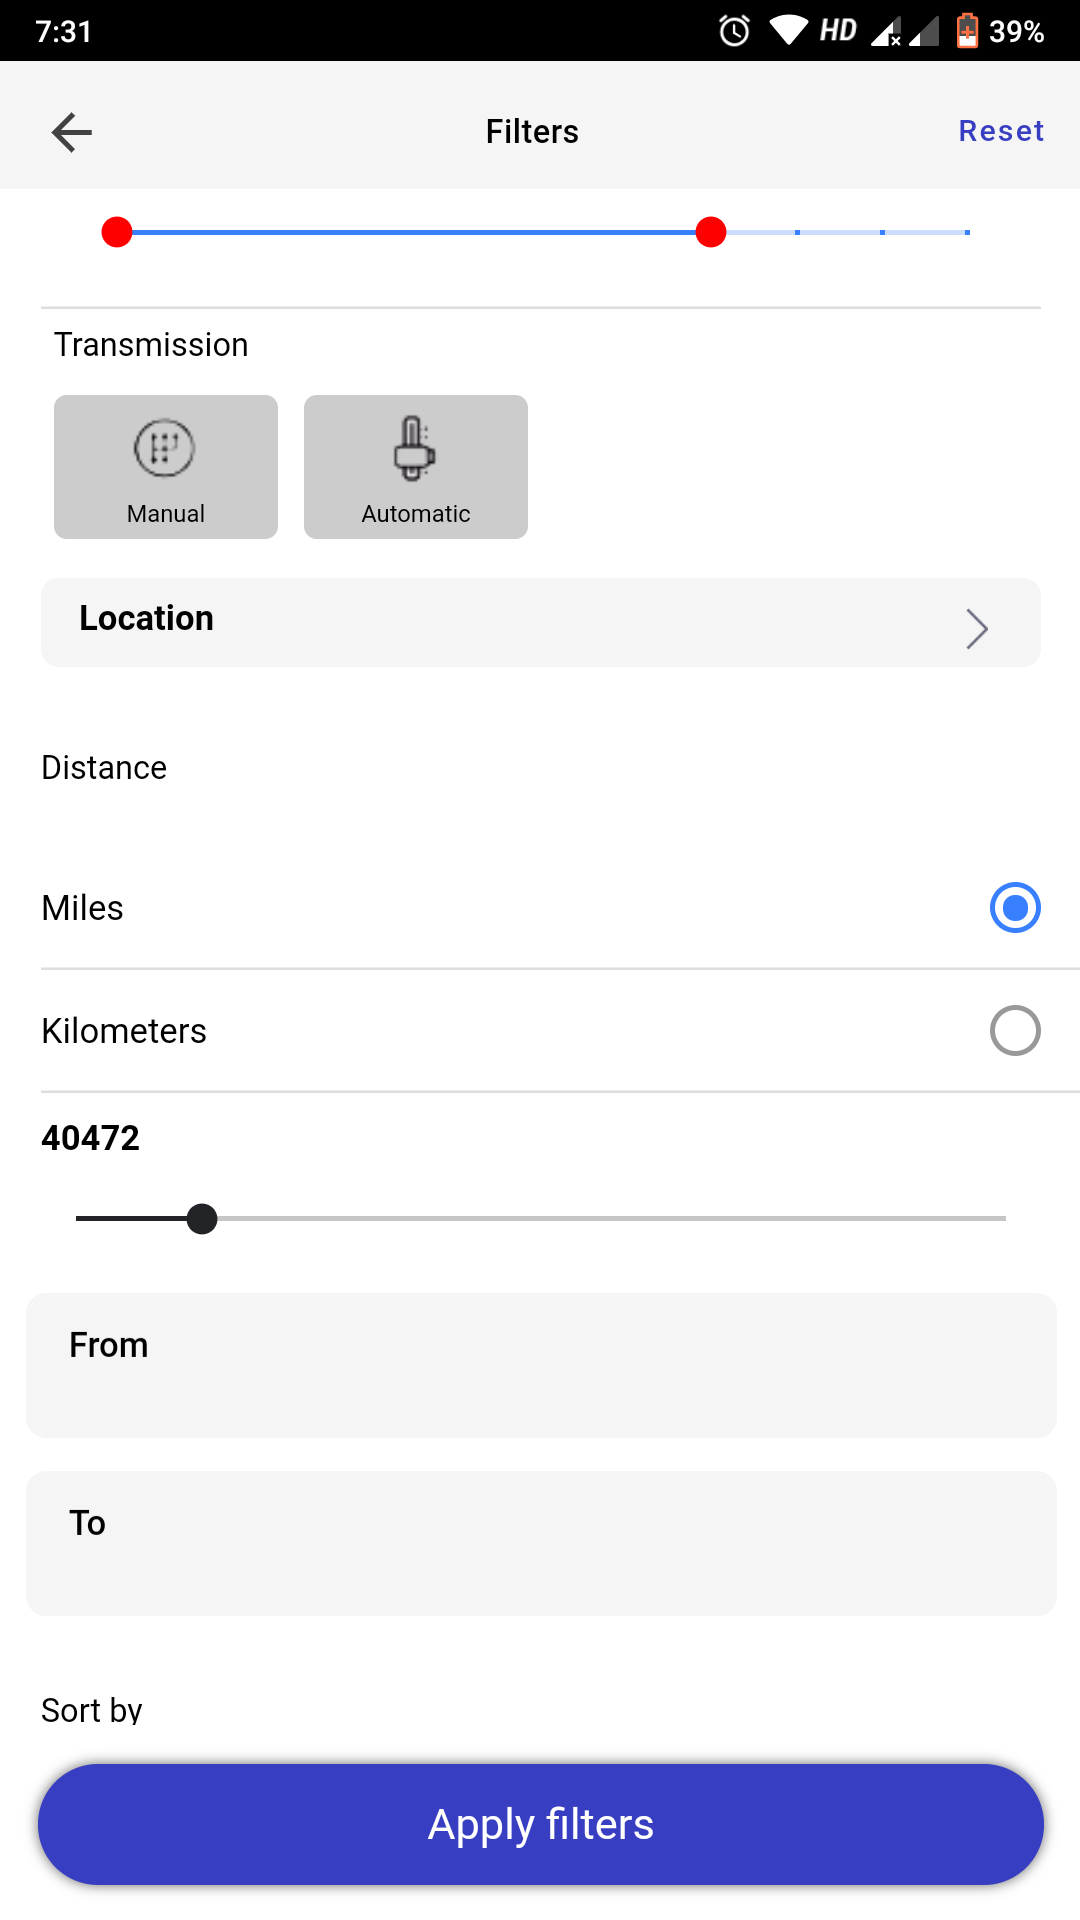 7:31
HD
39%
Filters
Reset
Transmission
Manual
Automatic
Location
Distance
Miles
Kilometers
40472
From
To
Sort by
Apply filters